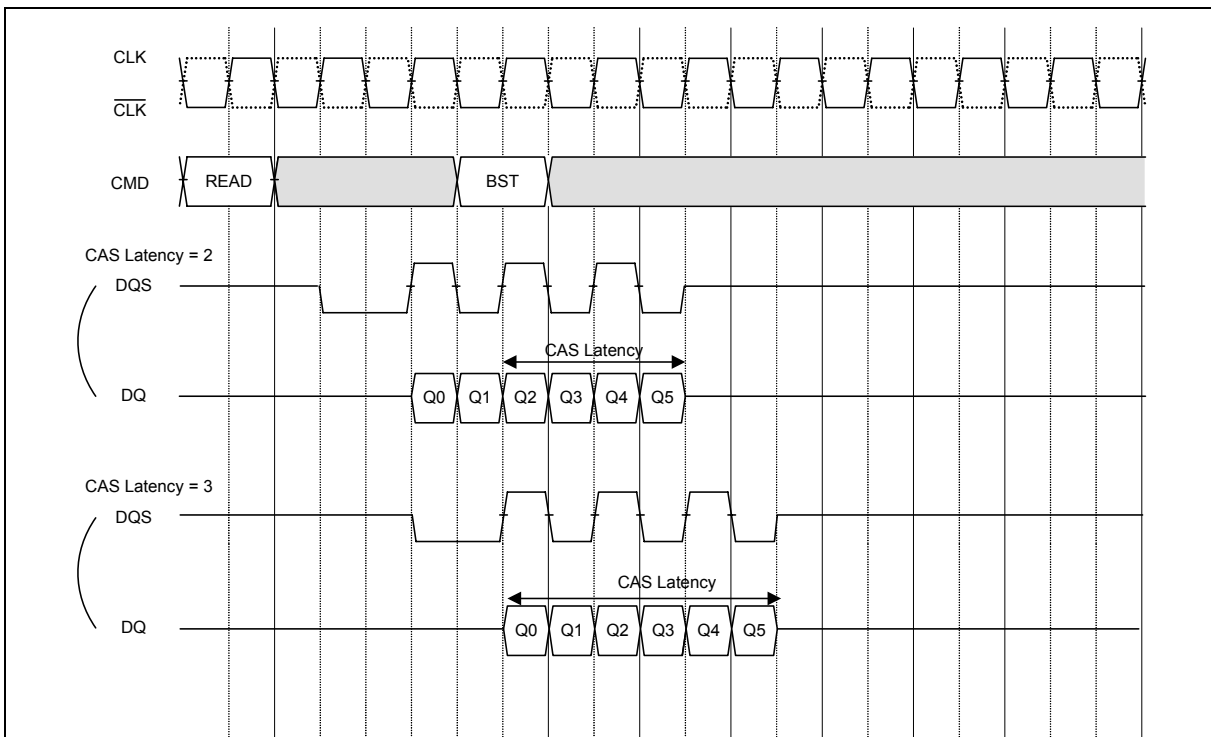 CLK
CLK
CMD READ BST
CAS Latency = 2
DQS
CAS Latency
DQ Q0 Q1 Q2 Q3 Q4 Q5
CAS Latency = 3
DQS
CAS Latency
DQ Q0 Q1 Q2 Q3 Q4 Q5